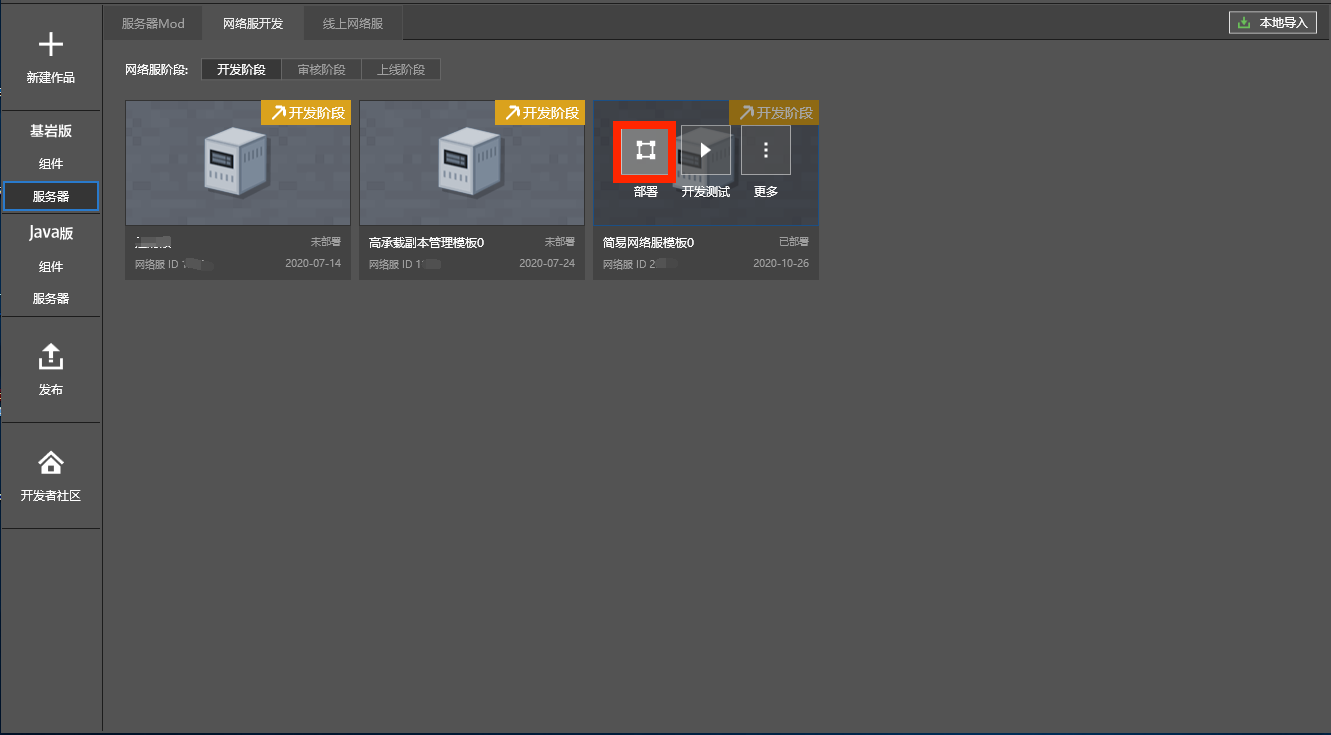 服务器Mod
网络服开发
线上网络服
本地导入
新建作品
基岩版
组件
服务器
Java版
组件
服务器
发布
开发者社区
网络服阶段:
开发阶段
审核阶段
上线阶段
开发阶段
未部署
网络服 ID
2020-07-14
开发阶段
高承载副本管理模板0
未部署
网络服 ID 1
2020-07-24
开发阶段
部署
开发测试
更多
简易网络服模板0
已部署
网络服 ID 2
2020-10-26